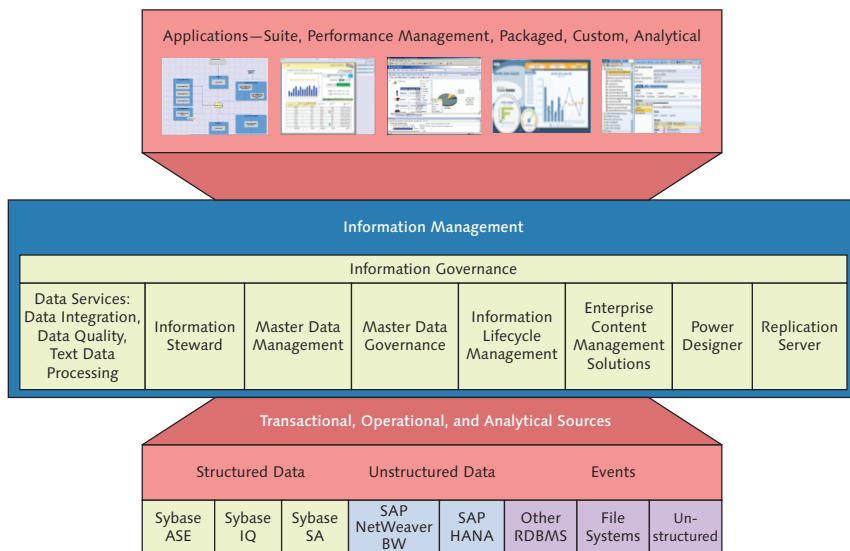 Applications—Suite, Performance Management, Packaged, Custom, Analytical
Information Management
Information Governance
Data Services:
Data Integration,
Data Quality,
Text Data
Processing
Information
Steward
Master Data
Management
Master Data
Governance
Information
Lifecycle
Management
Enterprise
Content
Management
Solutions
Power
Designer
Replication
Server
Transactional, Operational, and Analytical Sources
Structured Data
Unstructured Data
Events
Sybase
ASE
Sybase
IQ
Sybase
SA
SAP
NetWeaver
BW
SAP
HANA
Other
RDBMS
File
Systems
Un-
structured